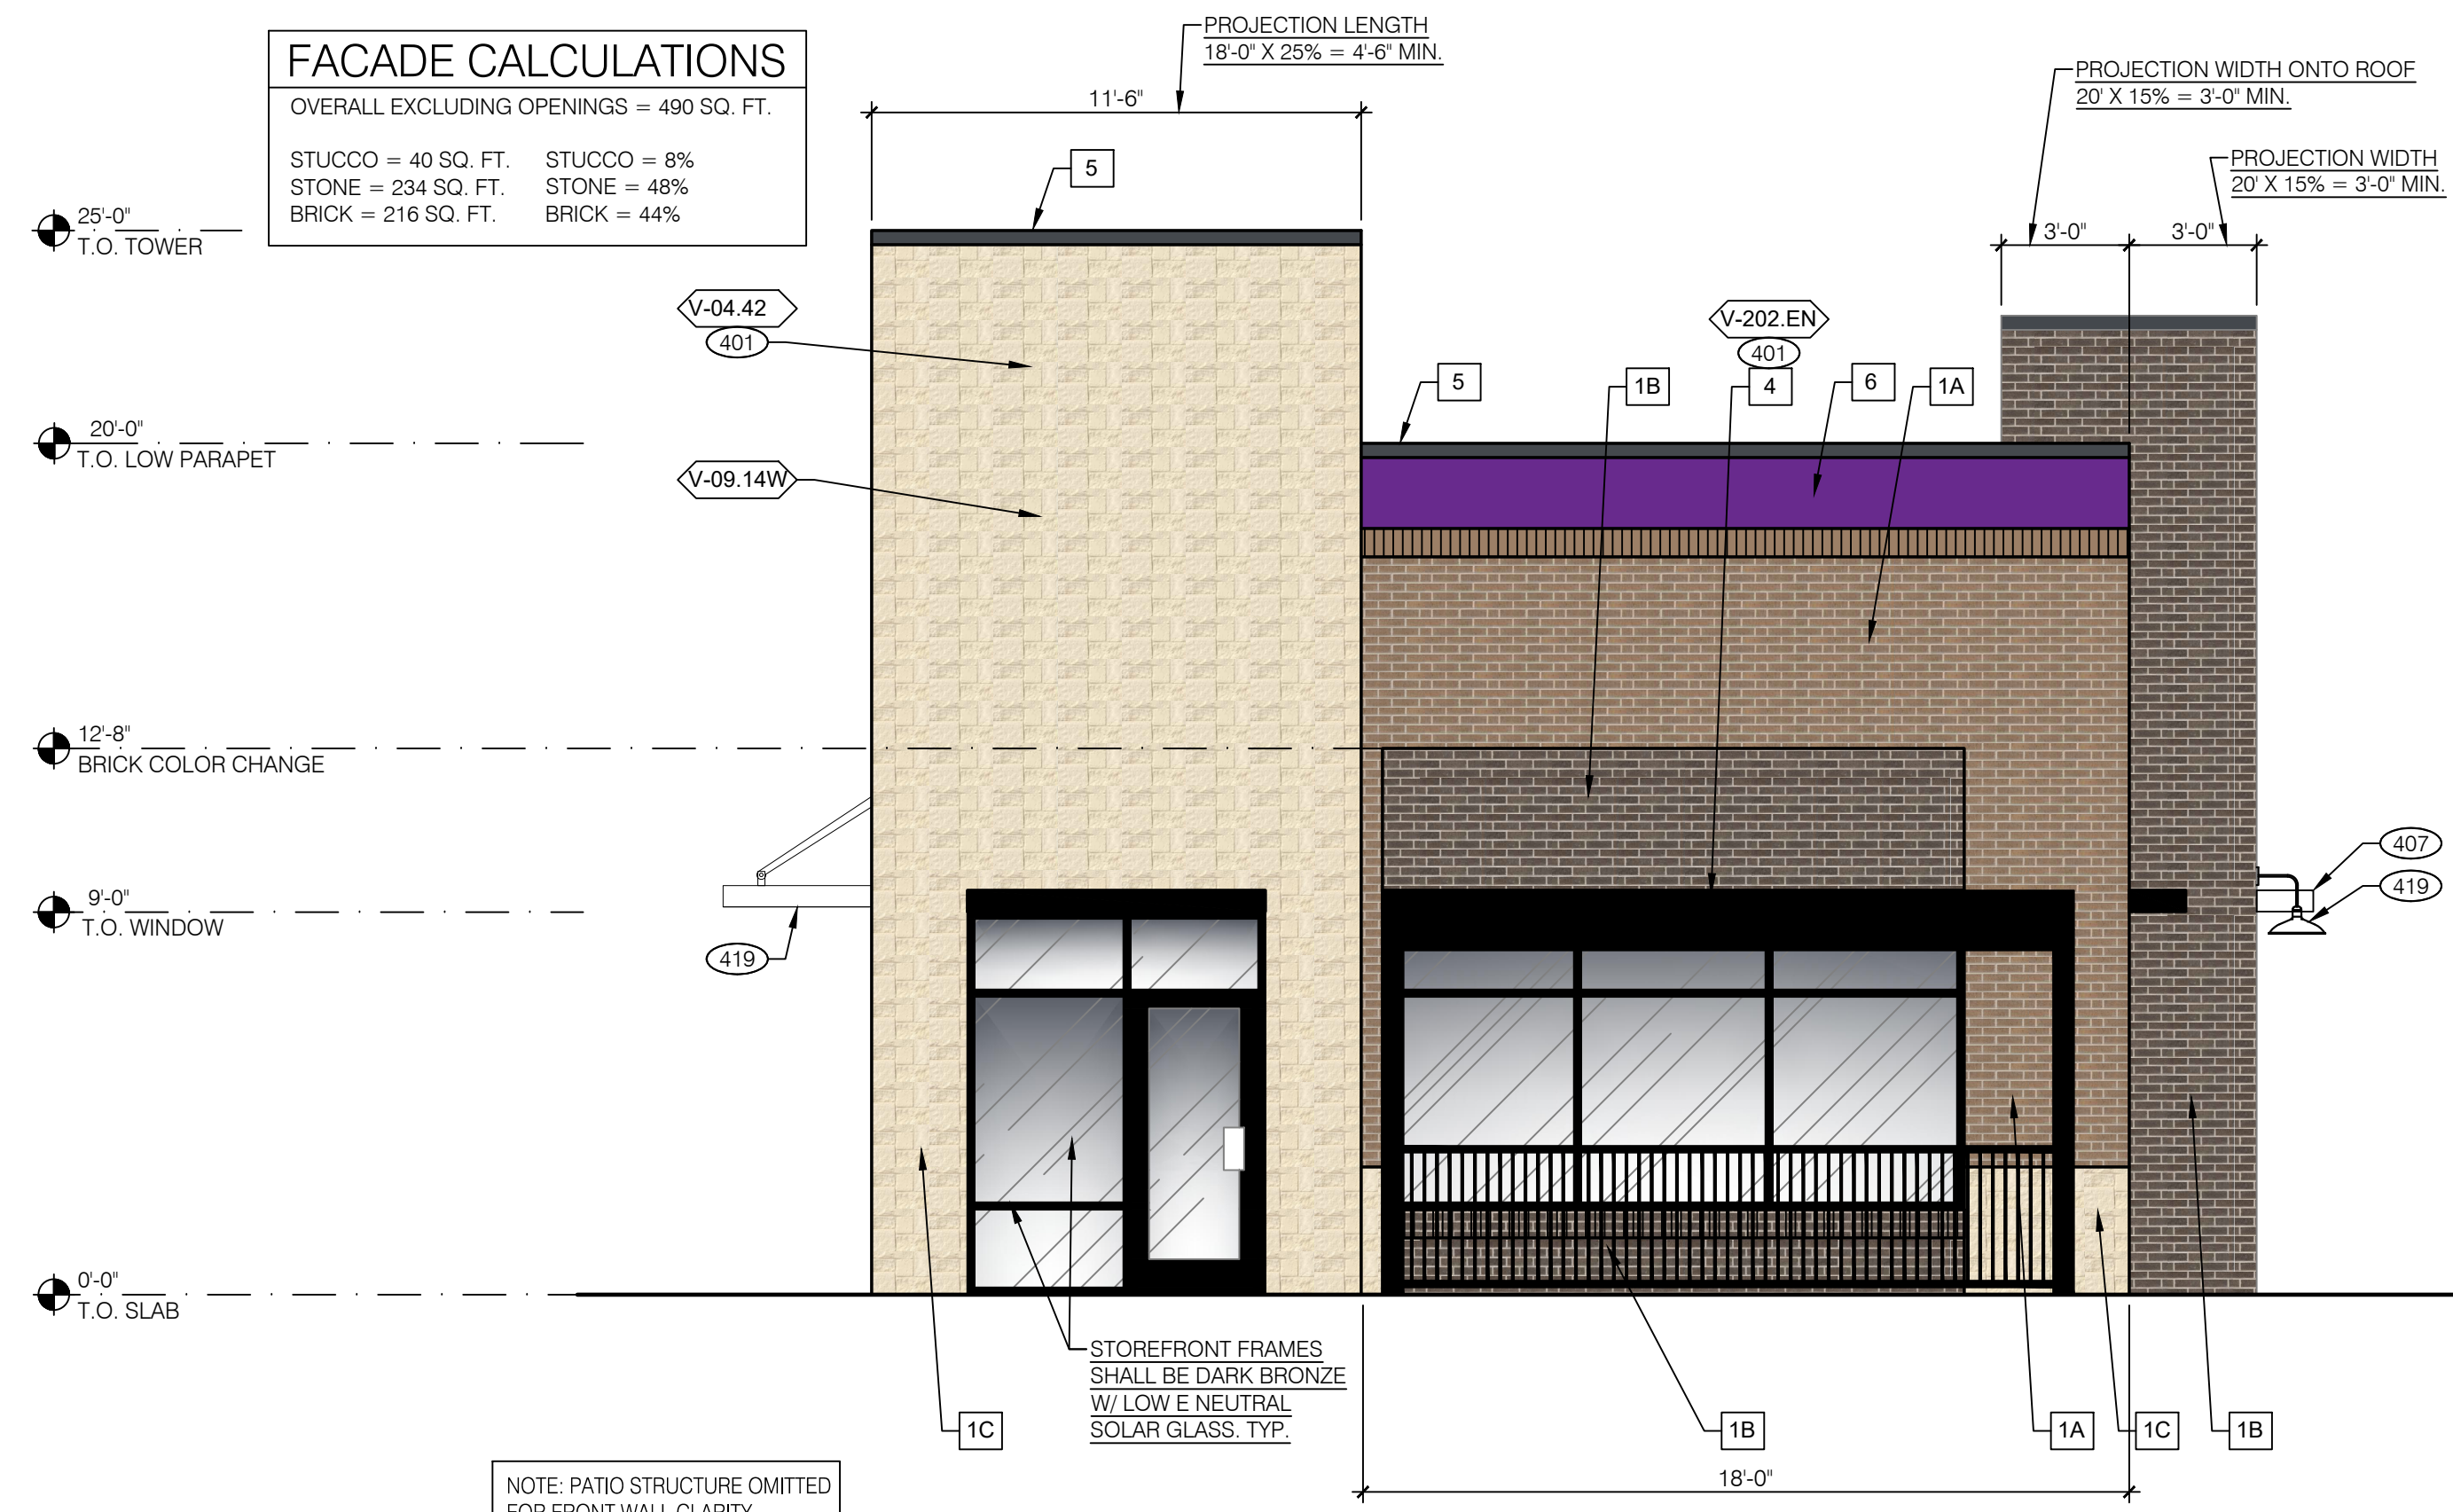 FACADE CALCULATIONS
OVERALL EXCLUDING OPENINGS = 490 SQ. FT.
STUCCO = 40 SQ. FT. STUCCO = 8%
STONE = 234 SQ. FT. STONE = 48%
BRICK = 216 SQ. FT. BRICK = 44%
PROJECTION LENGTH
18'-0" X 25% = 4'-6" MIN.
11'-6"
PROJECTION WIDTH ONTO ROOF
20' X 15% = 3'-0" MIN.
PROJECTION WIDTH
20' X 15% = 3'-0" MIN.
3'-0" 3'-0"
5
25'-0"
T.O. TOWER
V-04.42
401
V-202.EN
401
5
1B
4
6
1A
20'-0"
T.O. LOW PARAPET
V-09.14W
12'-8"
BRICK COLOR CHANGE
9'-0"
T.O. WINDOW
419
407
419
0'-0"
T.O. SLAB
STOREFRONT FRAMES
SHALL BE DARK BRONZE
W/ LOW E NEUTRAL
SOLAR GLASS. TYP.
1C
1B
1A
1C
1B
18'-0"
NOTE: PATIO STRUCTURE OMITTED
FOR FRONT WALL CLARITY